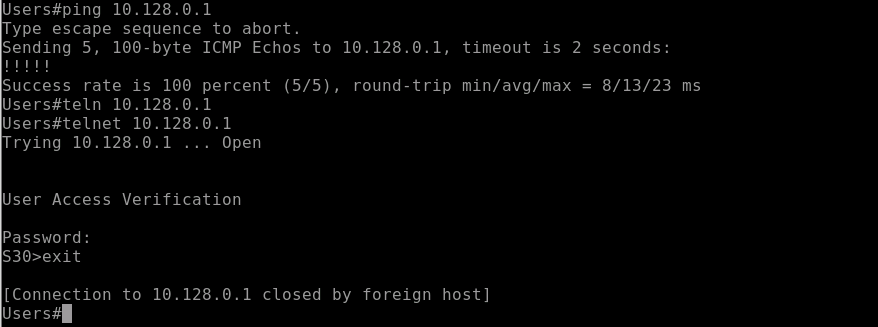 Users#ping 10.128.0.1
Type escape sequence to abort.
Sending 5, 100-byte ICMP Echos to 10.128.0.1, timeout is 2 seconds:
!!!!!
Success rate is 100 percent (5/5), round-trip min/avg/max = 8/13/23 ms
Users#teln 10.128.0.1
Users#telnet 10.128.0.1
Trying 10.128.0.1 ... Open
User Access Verification
Password:
S30>exit
[Connection to 10.128.0.1 closed by foreign host]
Users#